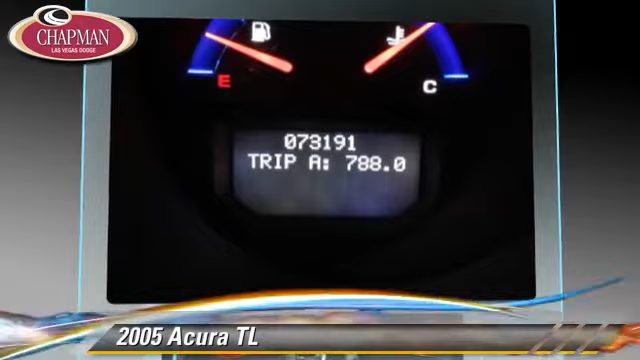 CHAPMAN
LAS VEGAS DODGE
E
C
073191
TRIP A: 788.0
2005 Acura TL